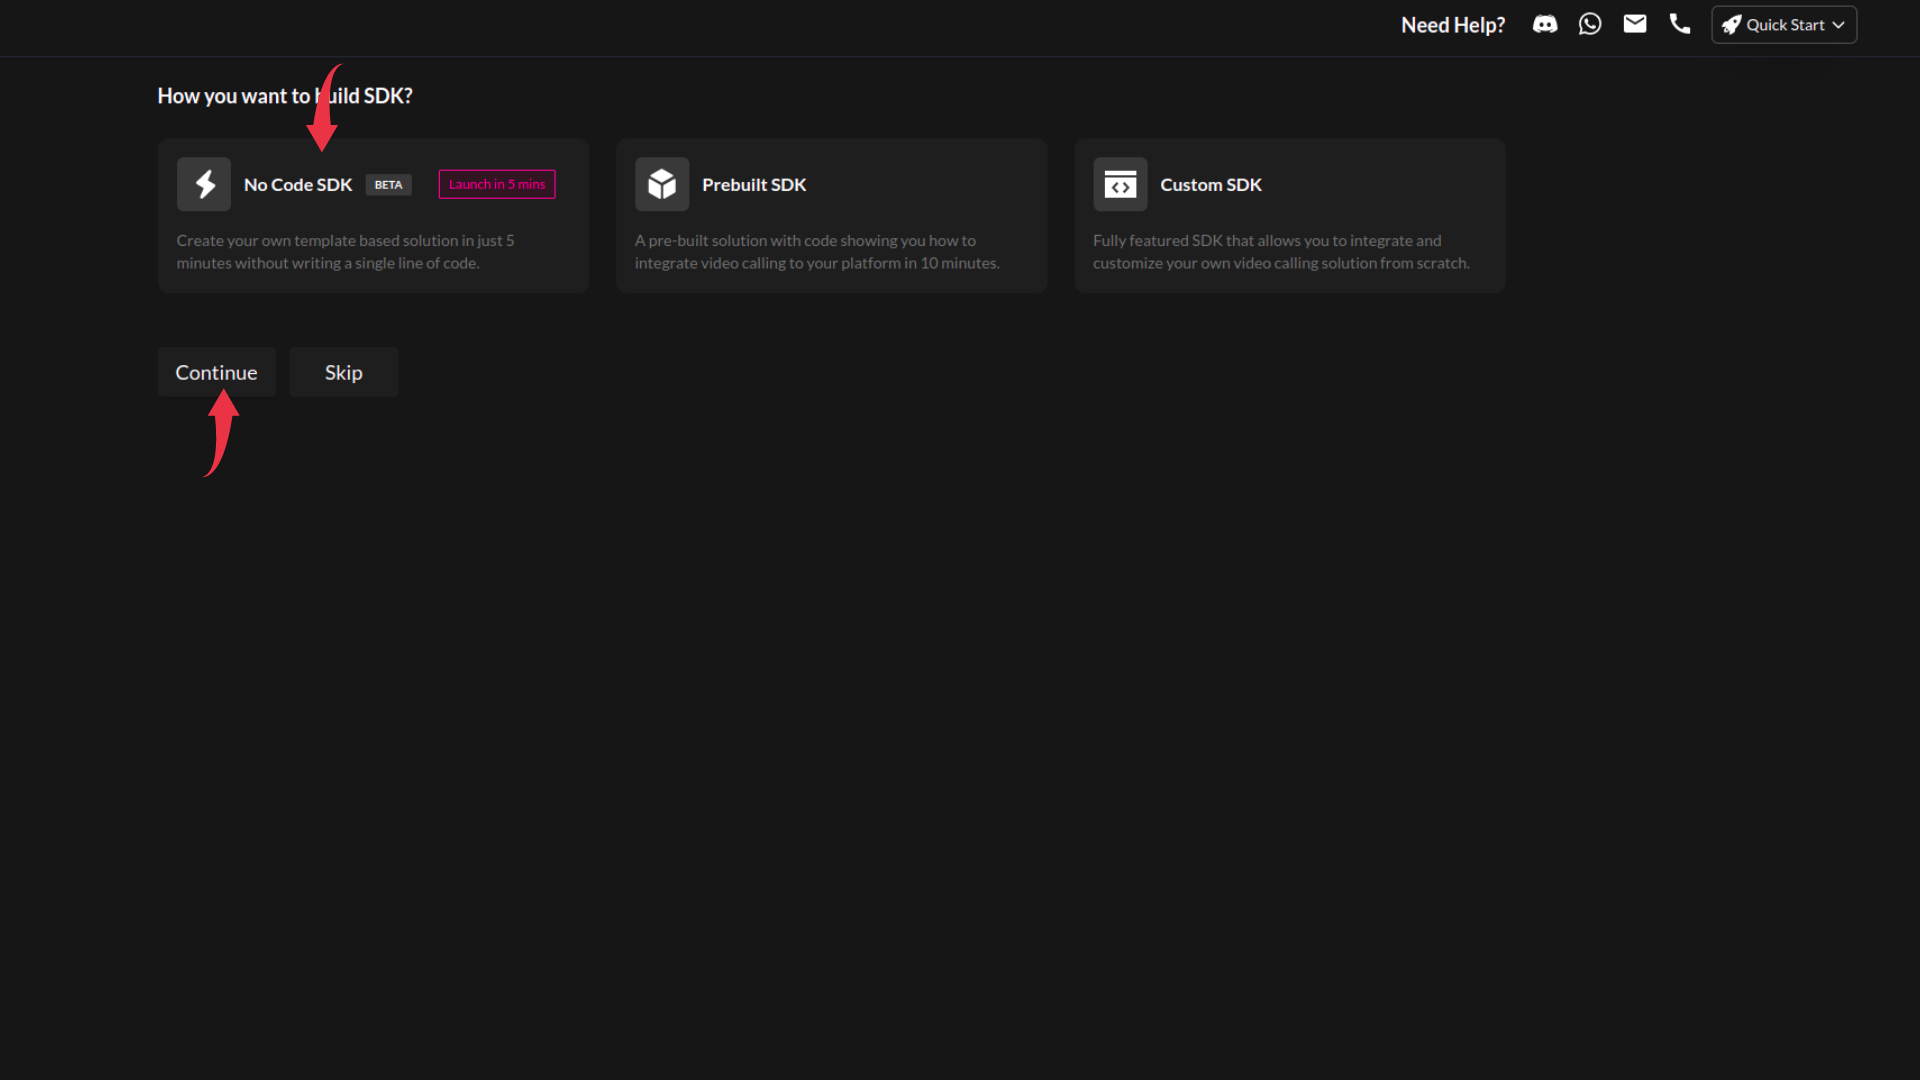 Need Help?
Quick Start
How you want to build SDK?
No Code SDK BETA Launch in 5 mins
Create your own template based solution in just 5
minutes without writing a single line of code.
Prebuilt SDK
A pre-built solution with code showing you how to
integrate video calling to your platform in 10 minutes.
Custom SDK
Fully featured SDK that allows you to integrate and
customize your own video calling solution from scratch.
Continue
Skip